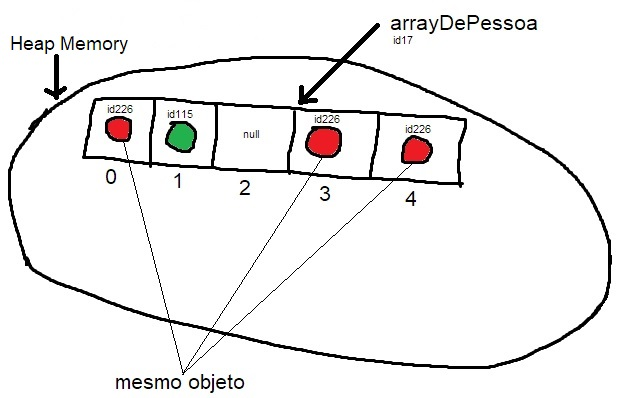 arrayDePessoa
id17
Heap Memory
id226
id115
null
id226
id226
0
1
2
3
4
mesmo objeto